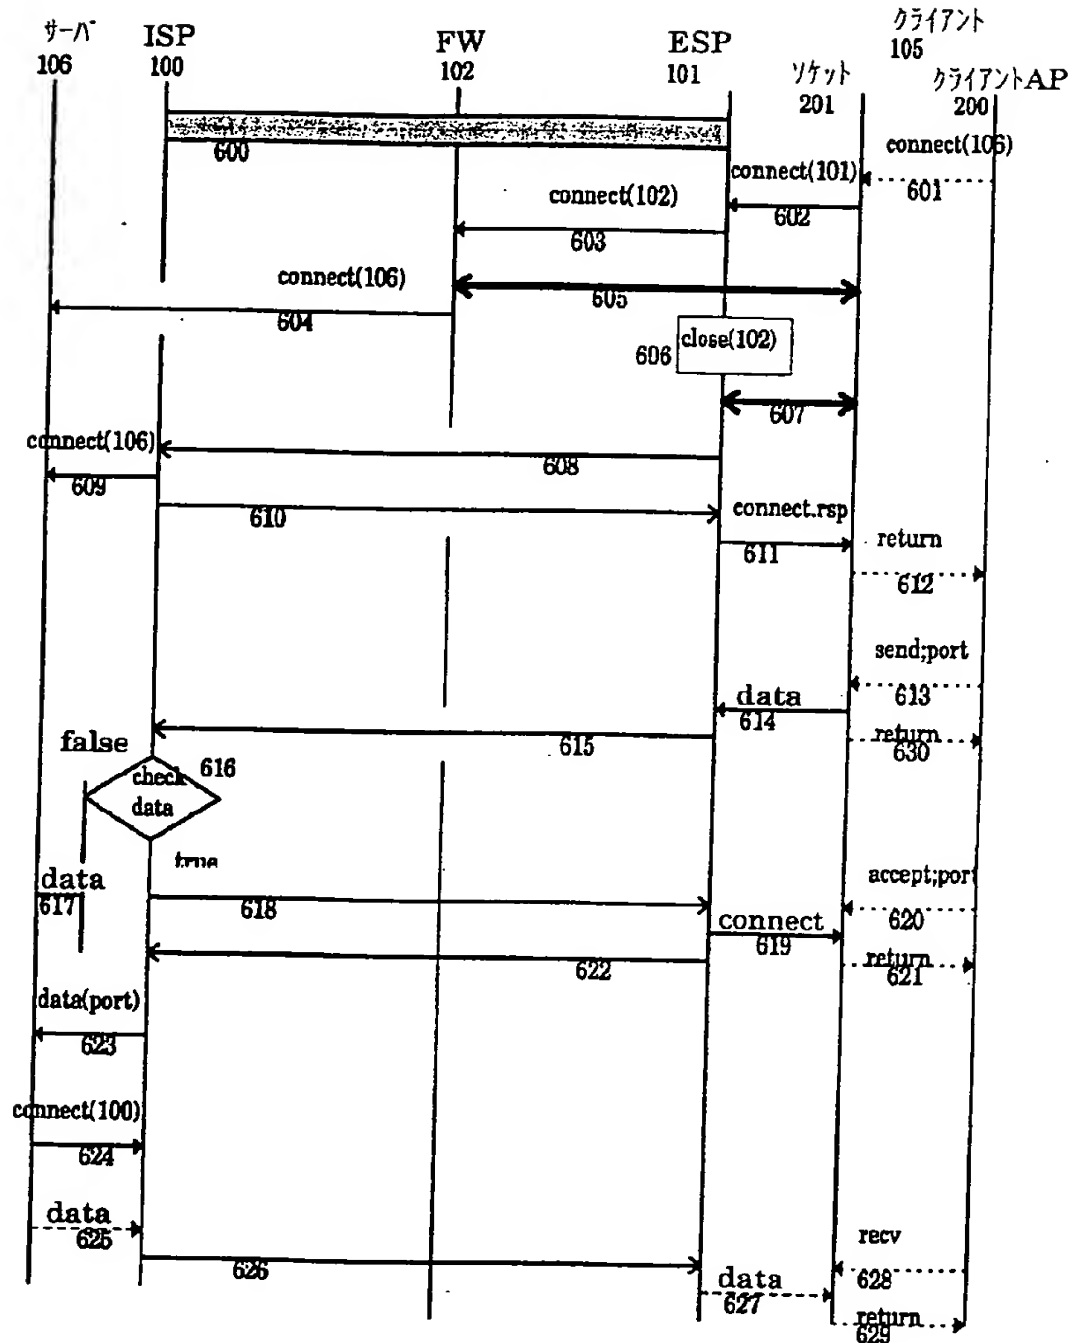 サーバ
106
ISP
100
FW
102
ESP
101
クライアント
105
ソケット
201
クライアントAP
200
600
connect(106)
601
connect(101)
602
connect(102)
603
connect(106)
604
605
606
close(102)
607
608
connect(106)
609
610
connect.rsp
611
return
612
send;port
613
data
614
615
return
630
false
616
check
data
true
data
617
618
accept;port
620
connect
619
622
return
621
data(port)
623
connect(100)
624
data
625
626
recv
628
data
627
return
629